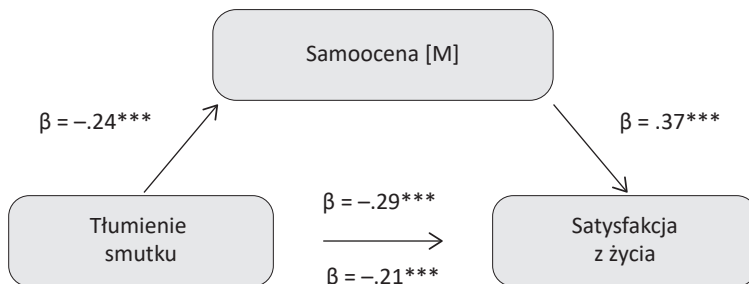 Samoocena [M]
β = –.24***
β = .37***
Tłumienie
smutku
β = –.29***
β = –.21***
Satysfakcja
z życia